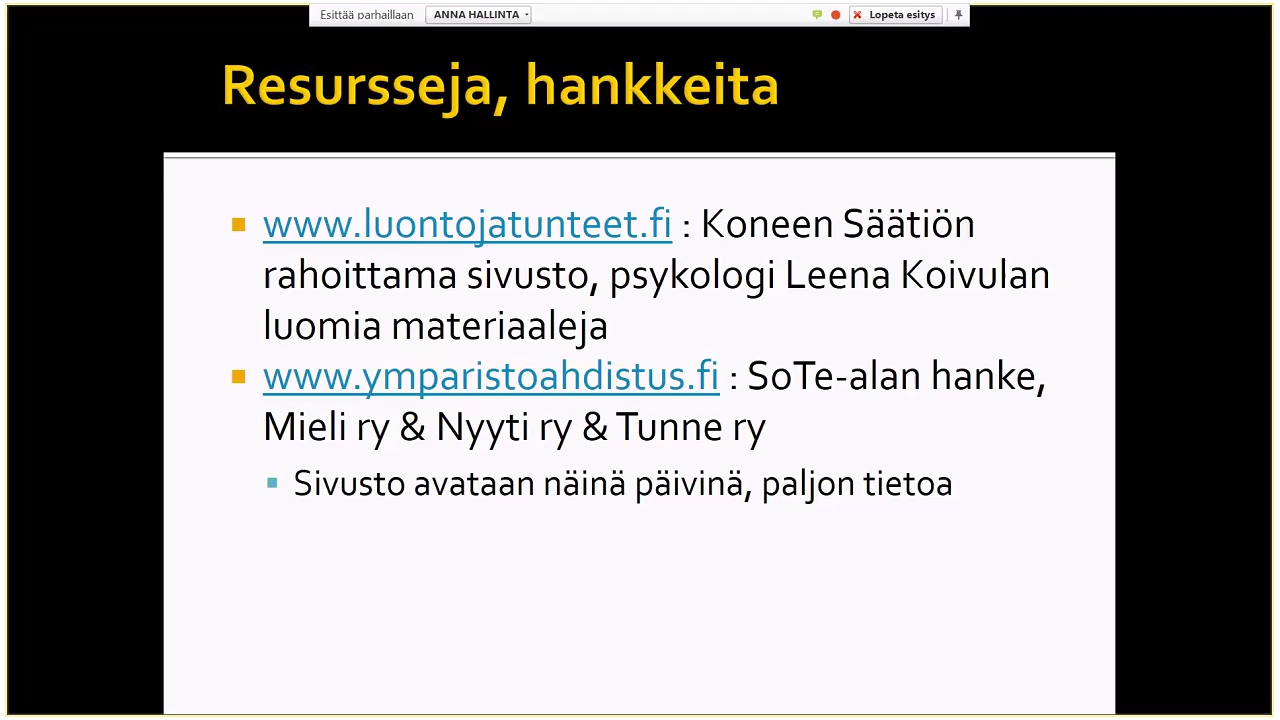 Esittää parhaillaan ANNA HALLINTA Lopeta esitys
Resursseja, hankkeita
www.luontojatunteet.fi : Koneen Säätiön
rahoittama sivusto, psykologi Leena Koivulan
luomia materiaaleja
www.ymparistoahdistus.fi : SoTe-alan hanke,
Mieli ry & Nyyti ry & Tunne ry
Sivusto avataan näinä päivinä, paljon tietoa